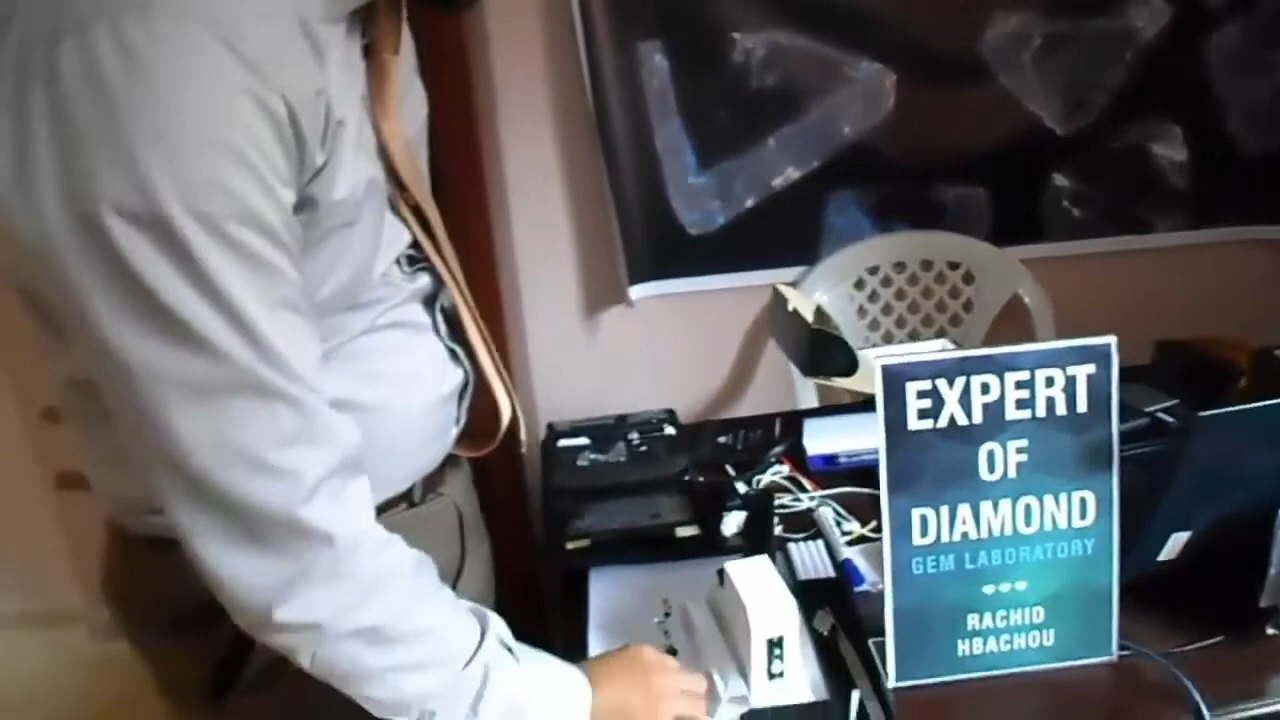 EXPERT
OF
DIAMOND
GEM LABORATORY
RACHID
HBACHOU